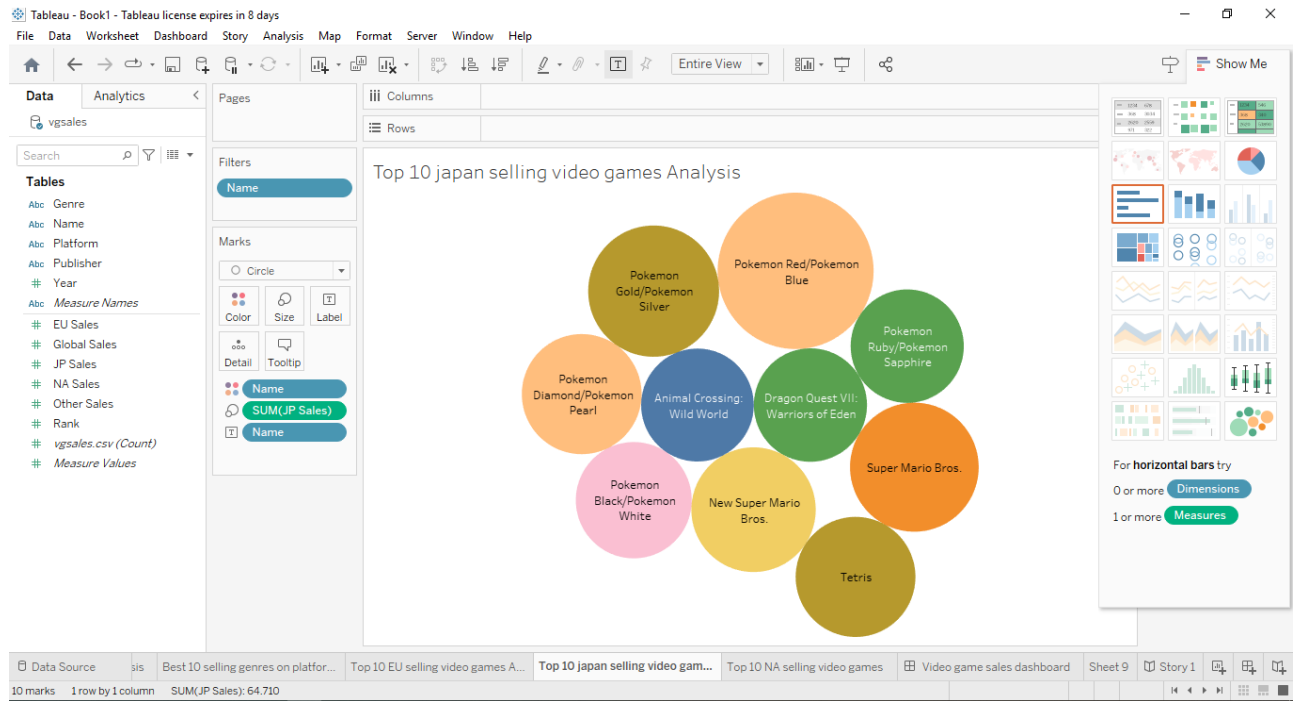 Tableau - Book1 - Tableau license expires in 8 days
File Data Worksheet Dashboard Story Analysis Map Format Server Window Help
Entire View
Show Me
Data Analytics
vgsales
Search
Tables
Abc Genre
Abc Name
Abc Platform
Abc Publisher
# Year
Abc Measure Names
# EU Sales
# Global Sales
# JP Sales
# NA Sales
# Other Sales
# Rank
# vgsales.csv (Count)
# Measure Values
Pages
Filters
Name
Marks
Circle
Color Size Label
Detail Tooltip
Name
SUM(JP Sales)
Name
Columns
Rows
Top 10 japan selling video games Analysis
Pokemon
Gold/Pokemon
Silver
Pokemon Red/Pokemon
Blue
Pokemon
Ruby/Pokemon
Sapphire
Pokemon
Diamond/Pokemon
Pearl
Animal Crossing:
Wild World
Dragon Quest VII:
Warriors of Eden
Super Mario Bros.
Pokemon
Black/Pokemon
White
New Super Mario
Bros.
Tetris
For horizontal bars try
0 or more Dimensions
1 or more Measures
Data Source sis Best 10 selling genres on platfor... Top 10 EU selling video games A... Top 10 japan selling video gam... Top 10 NA selling video games Video game sales dashboard Sheet 9 Story 1
10 marks 1 row by 1 column SUM(JP Sales): 64.710